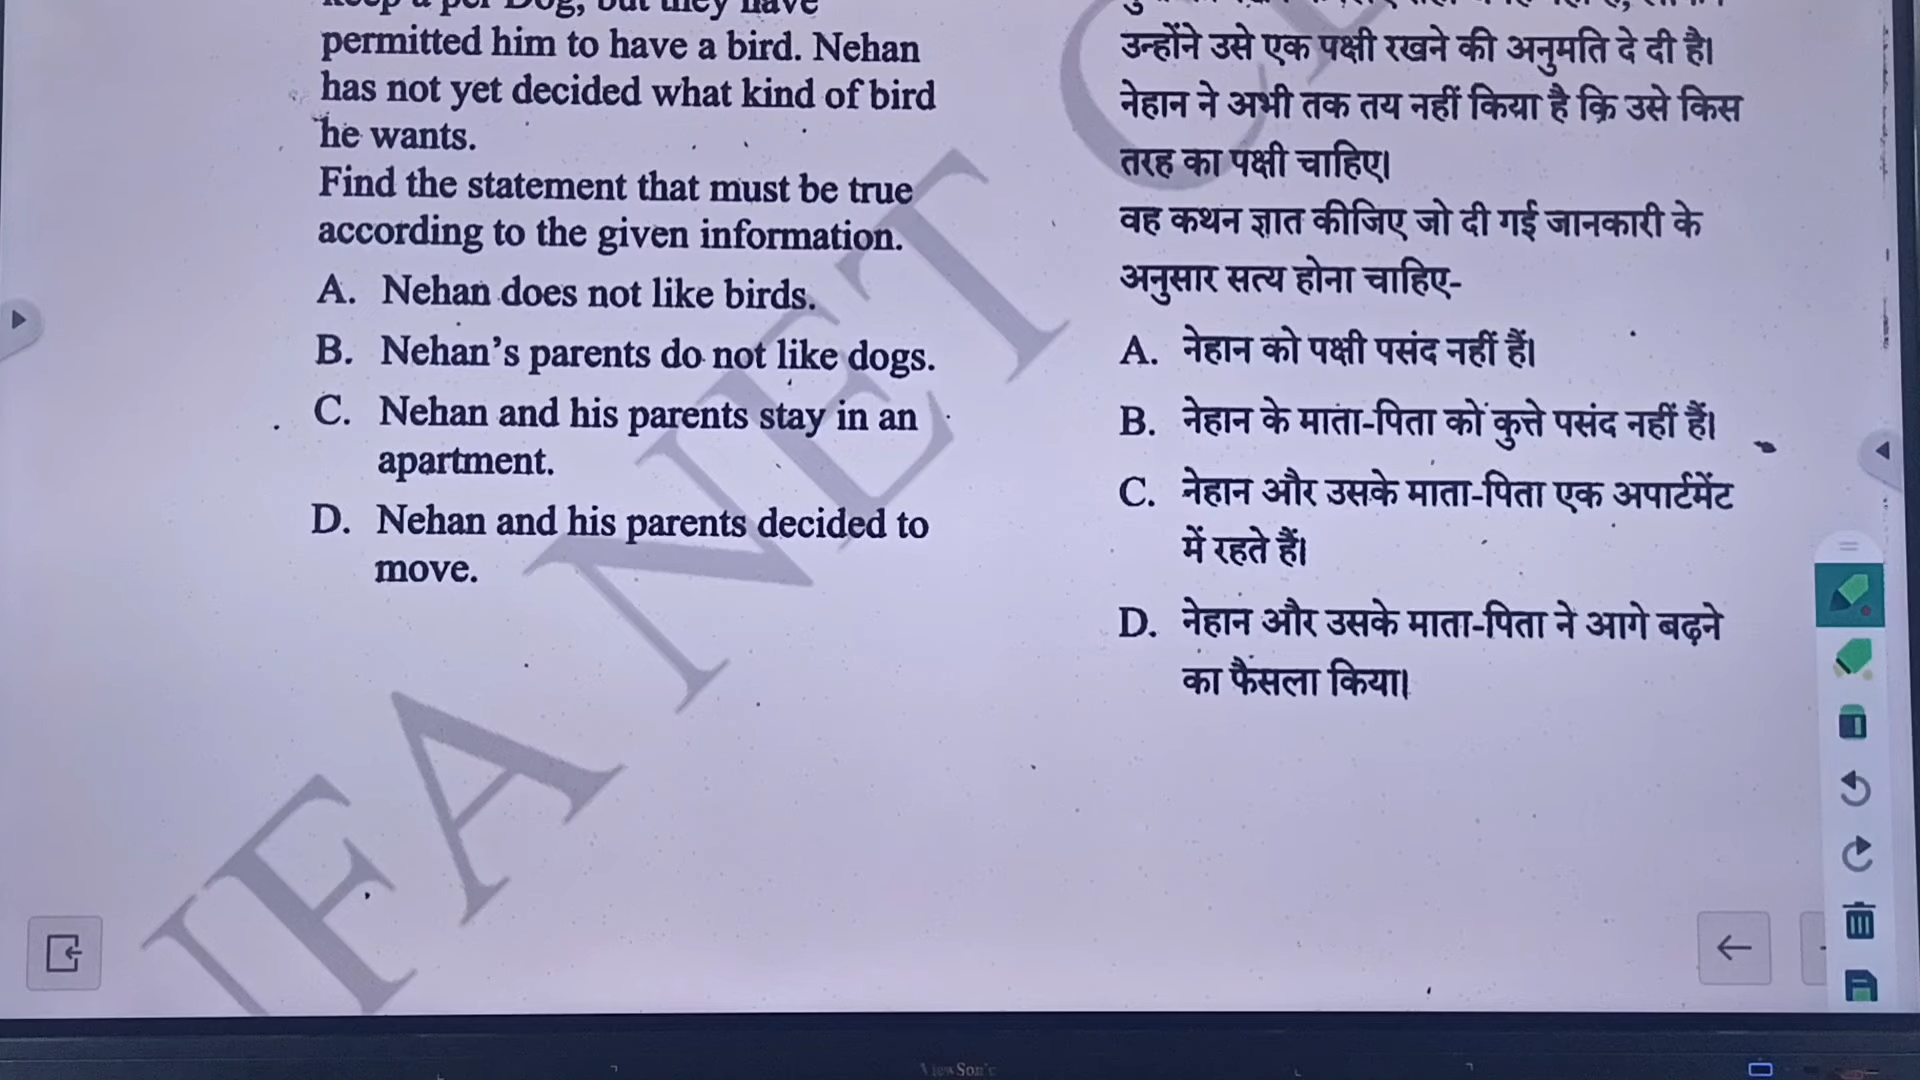 permitted him to have a bird. Nehan
has not yet decided what kind of bird
he wants.
Find the statement that must be true
according to the given information.
A. Nehan does not like birds.
B. Nehan's parents do not like dogs.
C. Nehan and his parents stay in an
apartment.
D. Nehan and his parents decided to
move.
उन्होंने उसे एक पक्षी रखने की अनुमति दे दी है।
नेहान ने अभी तक तय नहीं किया है कि उसे किस
तरह का पक्षी चाहिए।
वह कथन ज्ञात कीजिए जो दी गई जानकारी के
अनुसार सत्य होना चाहिए-
A. नेहान को पक्षी पसंद नहीं हैं।
B. नेहान के माता-पिता को कुत्ते पसंद नहीं हैं।
C. नेहान और उसके माता-पिता एक अपार्टमेंट
में रहते हैं।
D. नेहान और उसके माता-पिता ने आगे बढ़ने
का फैसला किया।
IFA NET
ViewSonic